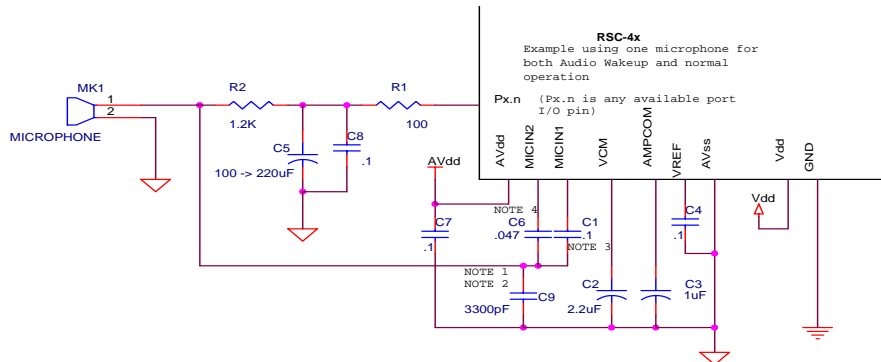 RSC-4x
Example using one microphone for
both Audio Wakeup and normal
operation
Px.n (Px.n is any available port
I/O pin)
MK1
1
2
MICROPHONE
R2
1.2K
R1
100
C5
100 -> 220uF
C8
.1
AVdd
AVdd
MICIN2
MICIN1
VCM
AMPCOM
VREF
AVss
Vdd
GND
Vdd
C7
.1
NOTE 4
C6
.047
C1
.1
NOTE 3
C4
.1
NOTE 1
NOTE 2
C9
3300pF
C2
2.2uF
C3
1uF